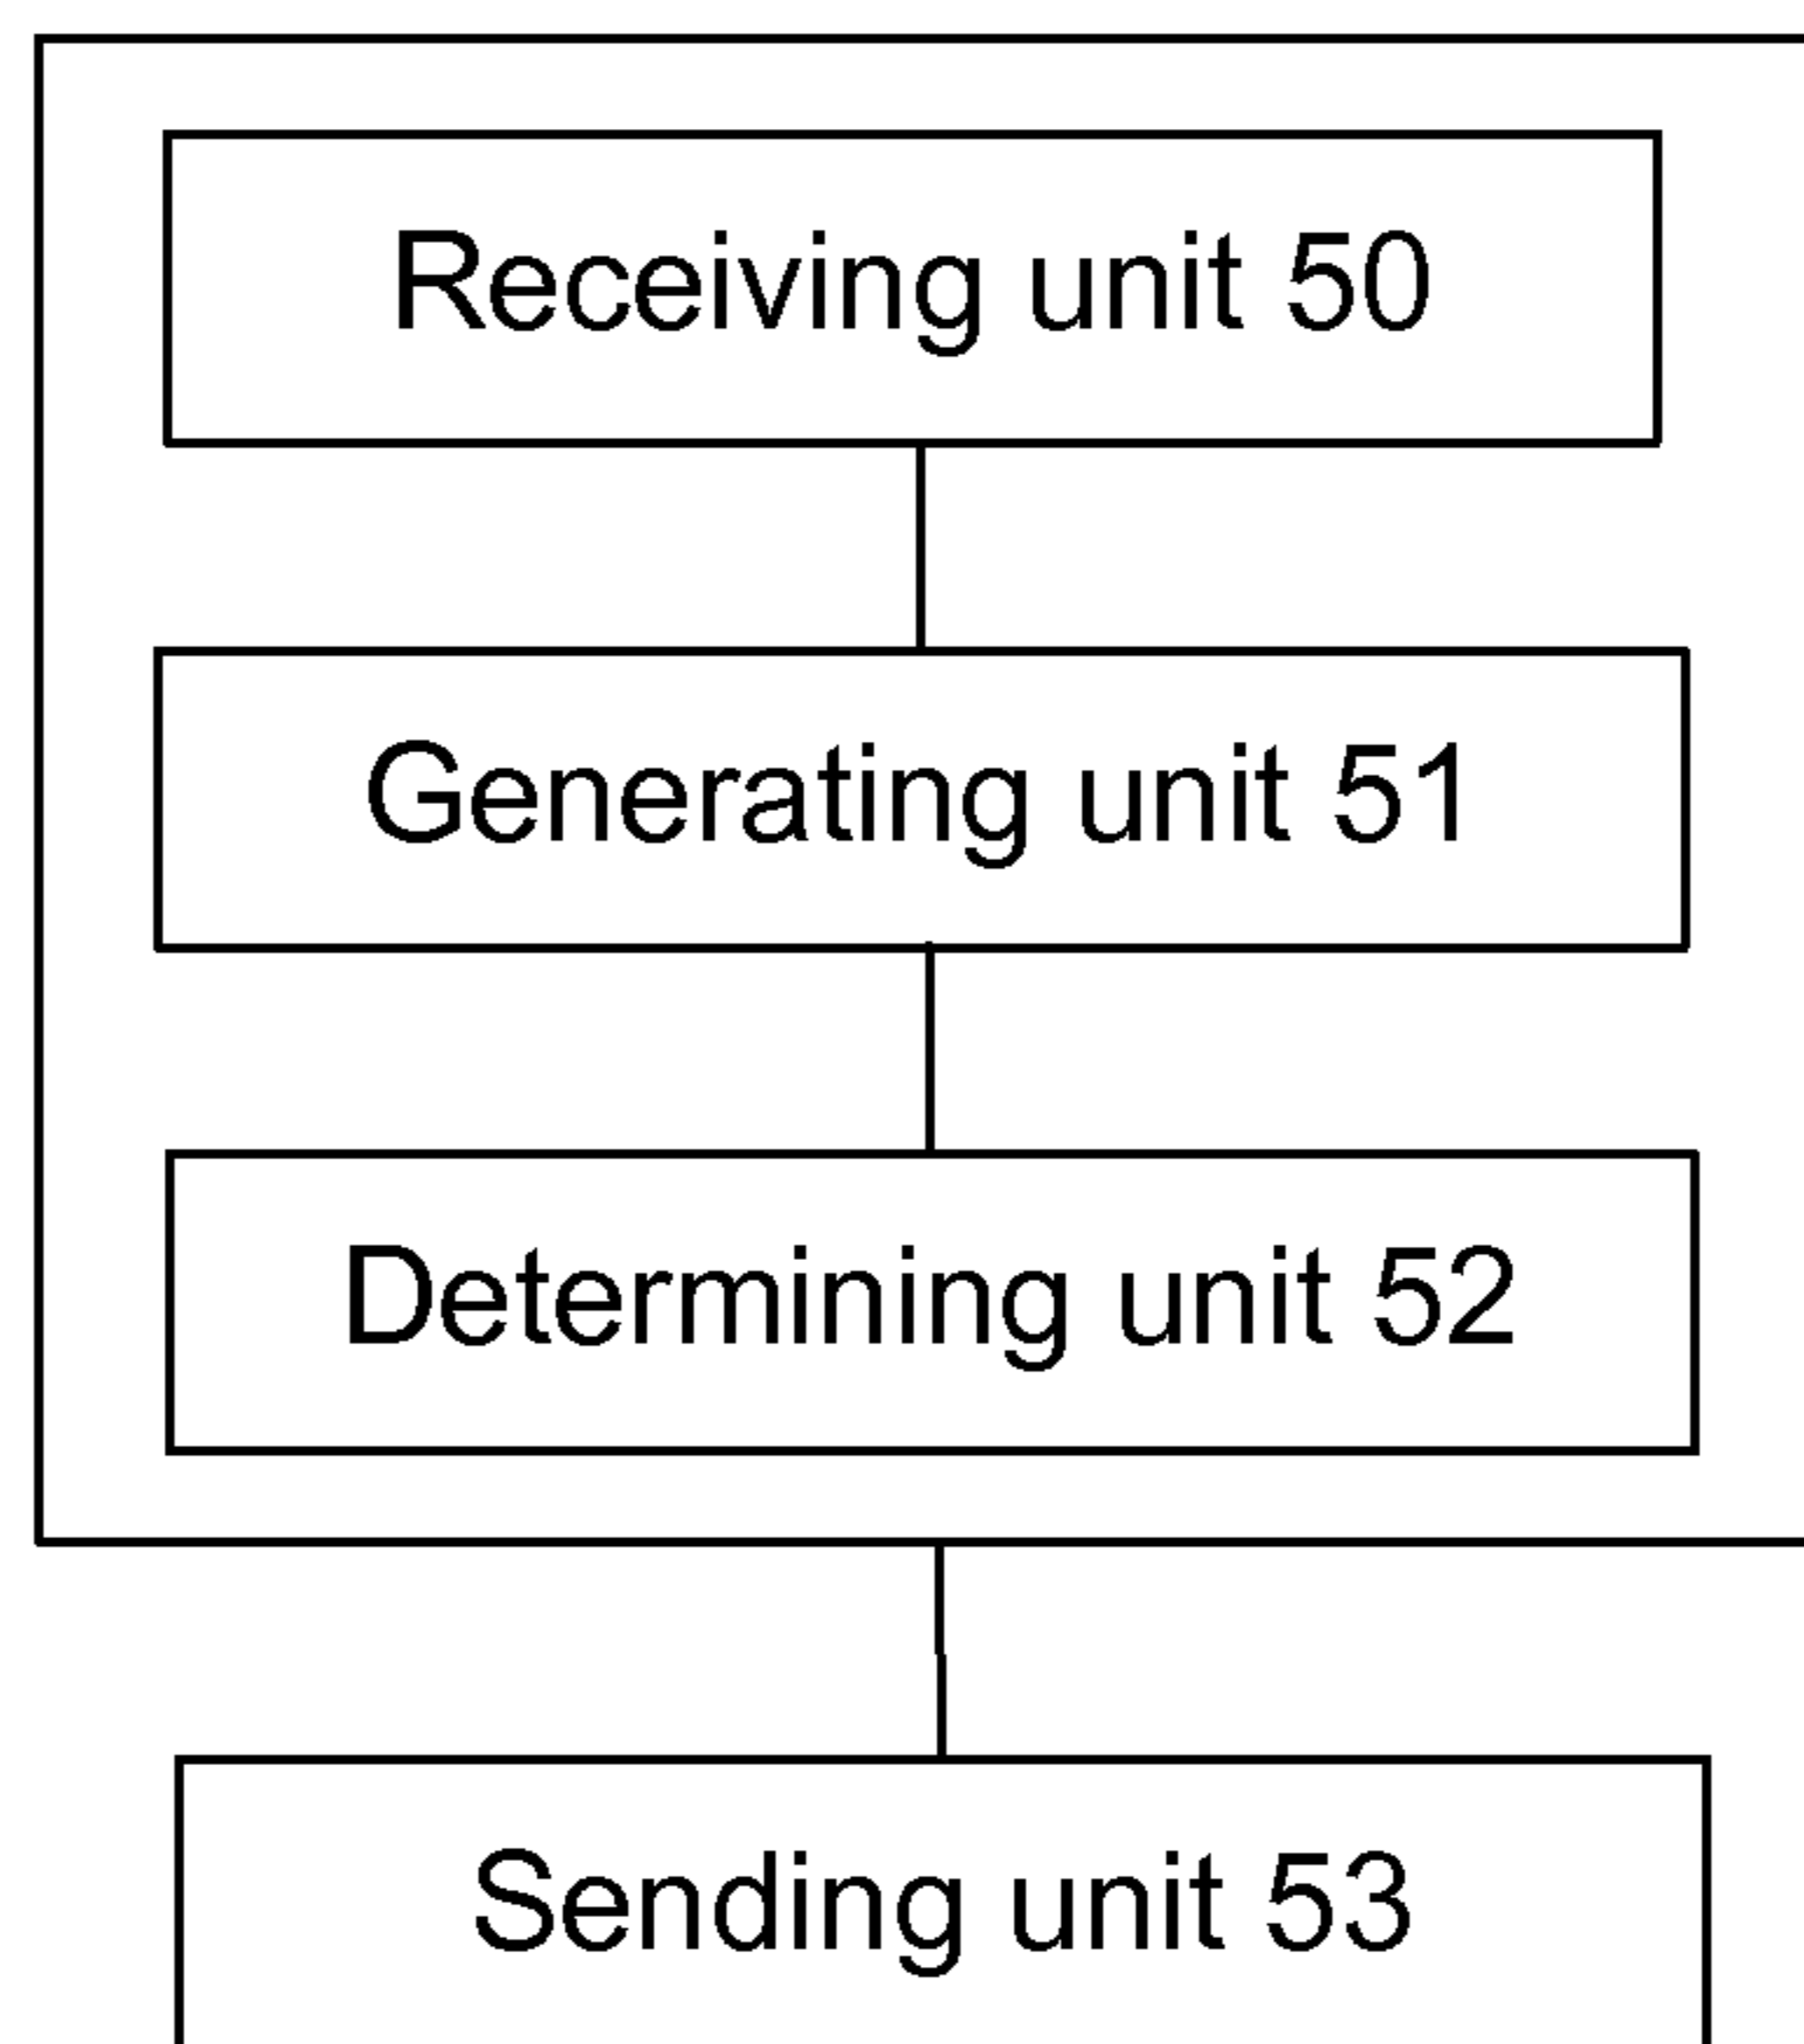 Receiving unit 50
Generating unit 51
Determining unit 52
Sending unit 53